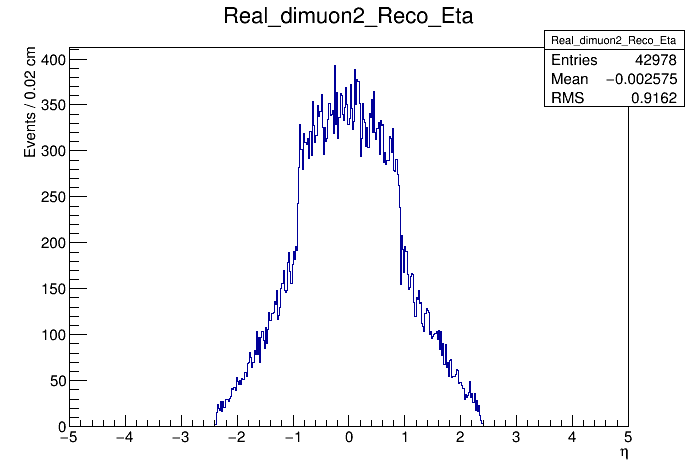 Real_dimuon2_Reco_Eta
Real_dimuon2_Reco_Eta
Entries 42978
Mean −0.002575
RMS 0.9162
Events / 0.02 cm
400
350
300
250
200
150
100
50
0
−5 −4 −3 −2 −1 0 1 2 3 4 5
η